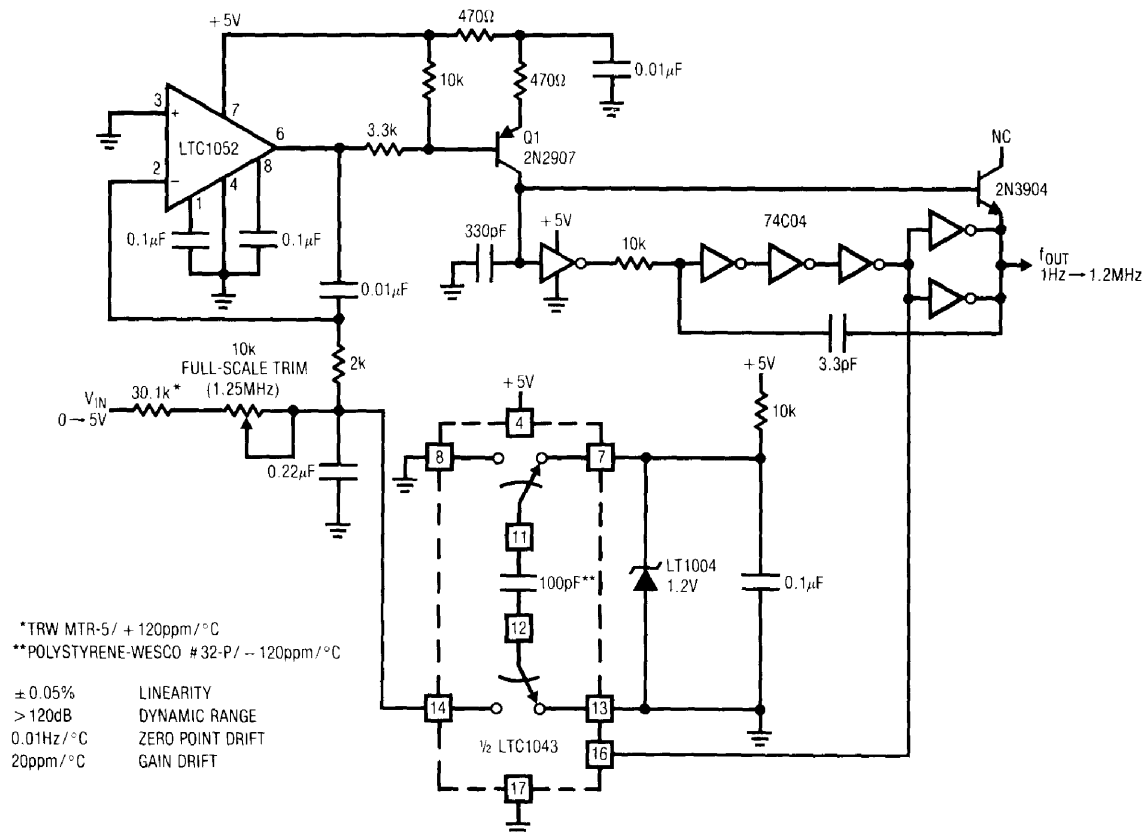 +5V
470Ω
10k
470Ω
0.01µF
3
+
7
LTC1052
6
2
−
8
4
1
3.3k
Q1
2N2907
NC
2N3904
0.1µF
0.1µF
330pF
+5V
10k
74C04
fOUT
1Hz→1.2MHz
0.01µF
3.3pF
10k
FULL-SCALE TRIM
(1.25MHz)
2k
VIN
0→5V
30.1k*
+5V
+5V
10k
4
8
7
0.22µF
11
100pF**
LT1004
1.2V
0.1µF
12
14
13
½ LTC1043
16
17
*TRW MTR-5/ +120ppm/°C
**POLYSTYRENE-WESCO #32-P/ −120ppm/°C
±0.05% LINEARITY
>120dB DYNAMIC RANGE
0.01Hz/°C ZERO POINT DRIFT
20ppm/°C GAIN DRIFT